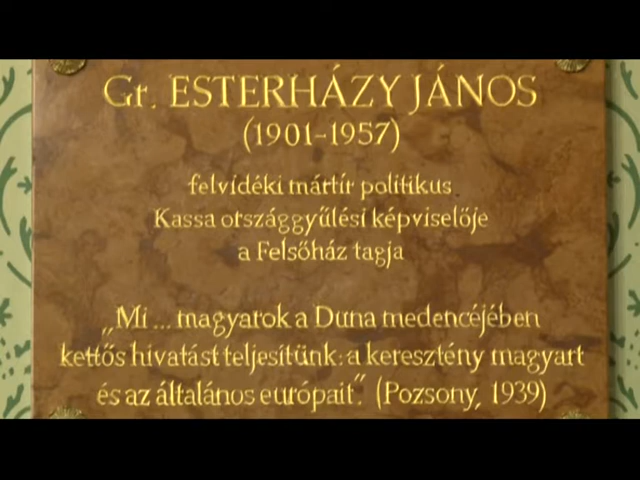 Gr. ESTERHÁZY JÁNOS
(1901-1957)
felvidéki mártír politikus
Kassa országgyűlési képviselője
a Felsőház tagja
„Mi ... magyarok a Duna medencéjében
kettős hivatást teljesítünk: a keresztény magyart
és az általános európait.” (Pozsony, 1939)